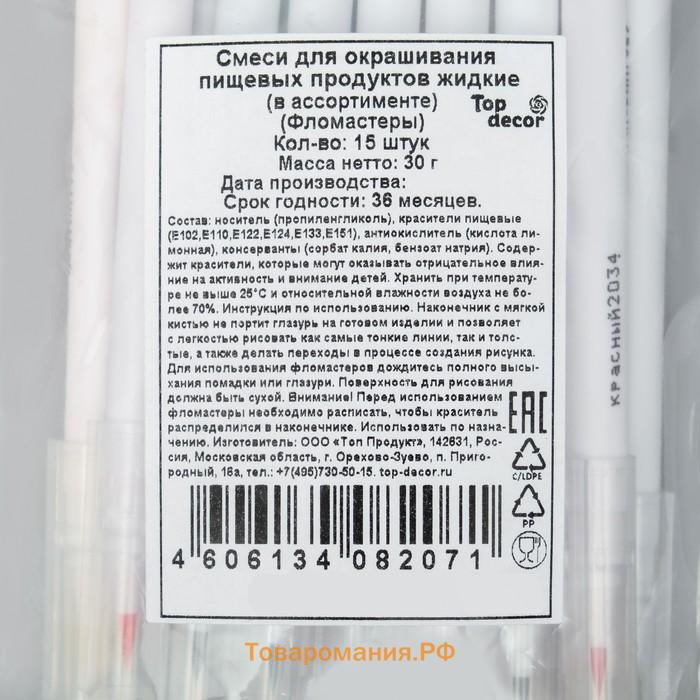 Смеси для окрашивания
пищевых продуктов жидкие
(в ассортименте)
(Фломастеры)
Top
decor
Кол-во: 15 штук
Масса нетто: 30 г
Дата производства:
Срок годности: 36 месяцев.
Состав: носитель (пропиленгликоль), красители пищевые
(Е102,Е110,Е122,Е124,Е133,Е151), антиокислитель (кислота ли-
монная), консерванты (сорбат калия, бензоат натрия). Содер-
жит красители, которые могут оказывать отрицательное влия-
ние на активность и внимание детей. Хранить при температу-
ре не выше 25°С и относительной влажности воздуха не бо-
лее 70%. Инструкция по использованию. Наконечник с мягкой
кистью не портит глазурь на готовом изделии и позволяет
с легкостью рисовать как самые тонкие линии, так и толс-
тые, а также делать переходы в процессе создания рисунка.
Для использования фломастеров дождитесь полного высы-
хания помадки или глазури. Поверхность для рисования
должна быть сухой. Внимание! Перед использованием
фломастеры необходимо расписать, чтобы краситель
распределился в наконечнике. Использовать по назна-
чению. Изготовитель: ООО «Топ Продукт», 142631, Рос-
сия, Московская область, г. Орехово-Зуево, п. Приго-
родный, 16а, тел.: +7(495)730-50-15. top-decor.ru
ЕАС
C/LDPE
PP
4 606134 082071
красный2034
Товаромания.РФ